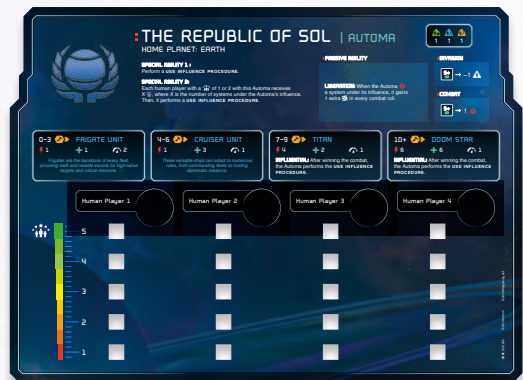 THE REPUBLIC OF SOL | AUTOMA
HOME PLANET: EARTH
1 1 1
SPECIAL ABILITY 1:
Perform a USE INFLUENCE PROCEDURE.
SPECIAL ABILITY 2:
Each human player with a of 1 or 2 with this Automa receives
X, where X is the number of systems under the Automa's influence.
Then, it performs a USE INFLUENCE PROCEDURE.
PASSIVE ABILITY
LIBERATION: When the Automa
a system under its influence, it gains
1 extra in every combat roll.
INVASION
→ -1
COMBAT
→ 1
0-3 FRIGATE UNIT
1 1 2
Frigates are the backbone of every fleet,
providing swift and reliable escorts for high-value
targets and critical missions.
4-6 CRUISER UNIT
1 3 1
These versatile ships can adapt to numerous
roles, from commanding fleets to hosting
diplomatic missions.
7-9 TITAN
4 2 1
INFLUENTIAL: After winning the combat,
the Automa performs the USE INFLUENCE
PROCEDURE.
10+ DOOM STAR
6 6 1
INFLUENTIAL: After winning the combat,
the Automa performs the USE INFLUENCE
PROCEDURE.
Human Player 1
Human Player 2
Human Player 3
Human Player 4
5
4
3
2
1